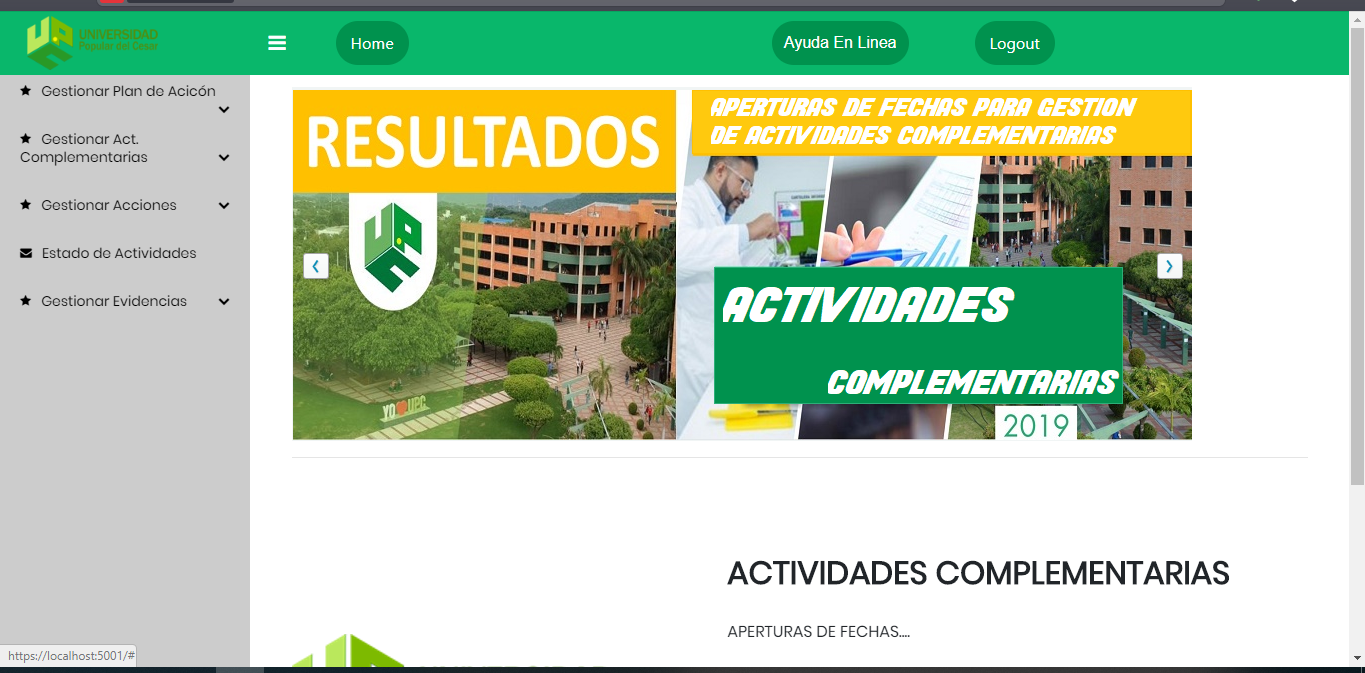 UNIVERSIDAD
Popular del Cesar
Home
Ayuda En Linea
Logout
Gestionar Plan de Acicón
Gestionar Act.
Complementarias
Gestionar Acciones
Estado de Actividades
Gestionar Evidencias
RESULTADOS
YO UPC
APERTURAS DE FECHAS PARA GESTION
DE ACTIVIDADES COMPLEMENTARIAS
ACTIVIDADES
COMPLEMENTARIAS
2019
ACTIVIDADES COMPLEMENTARIAS
APERTURAS DE FECHAS....
https://localhost:5001/#